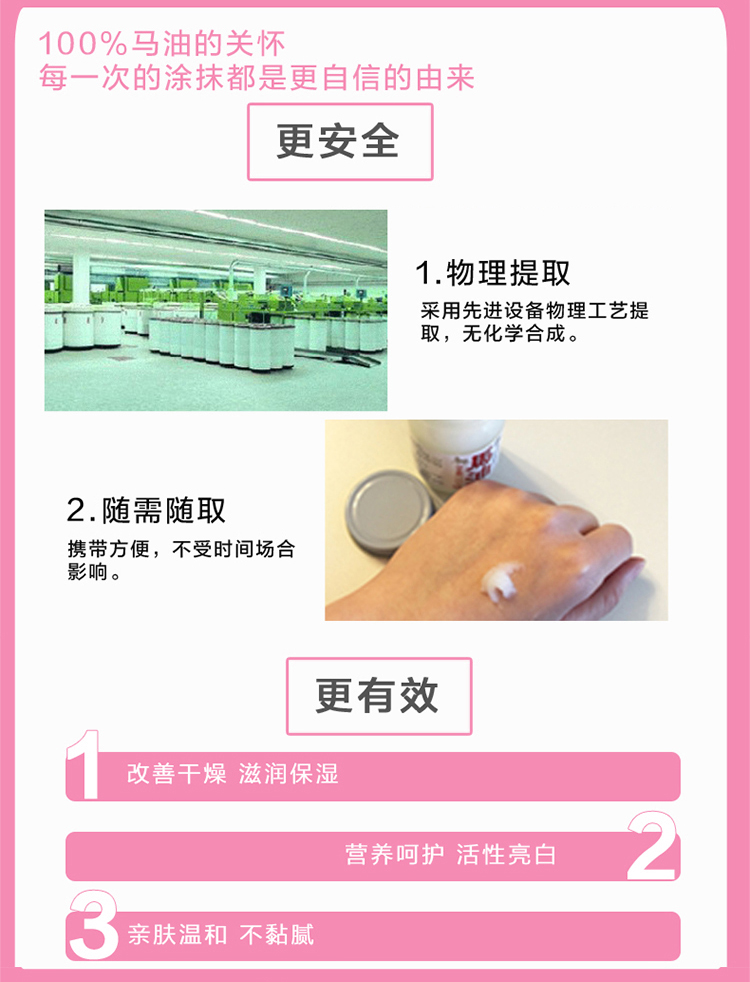 100%马油的关怀
每一次的涂抹都是更自信的由来
更安全
1.物理提取
采用先进设备物理工艺提
取，无化学合成。
2.随需随取
携带方便，不受时间场合
影响。
更有效
1
改善干燥 滋润保湿
营养呵护 活性亮白
2
3
亲肤温和 不黏腻